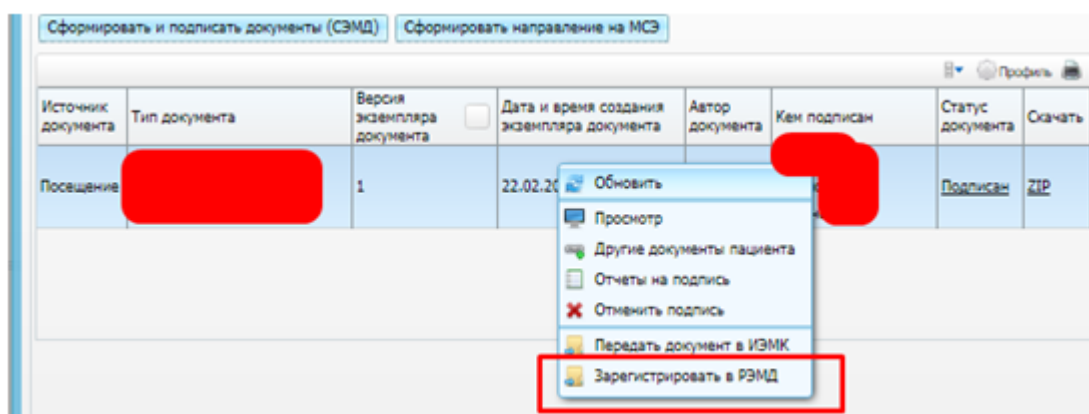 Сформировать и подписать документы (СЭМД) Сформировать направление на МСЭ
Профиль
Источник документа Тип документа Версия экземпляра документа Дата и время создания экземпляра документа Автор документа Кем подписан Статус документа Скачать
Посещение 1 22.02.20 Подписан ZIP
Обновить
Просмотр
Другие документы пациента
Отчеты на подпись
Отменить подпись
Передать документ в ИЭМК
Зарегистрировать в РЭМД